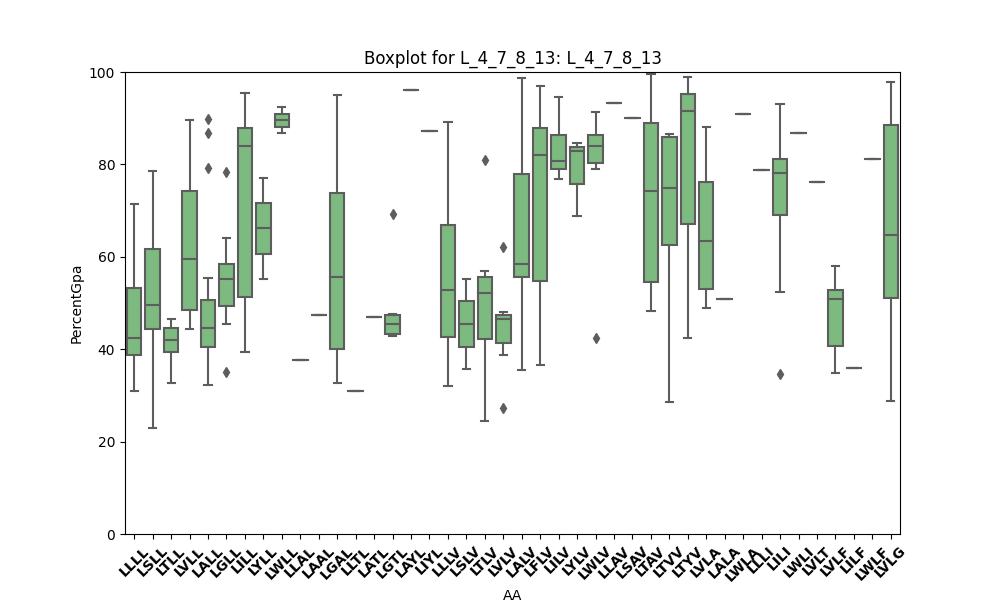 Boxplot for L_4_7_8_13: L_4_7_8_13
PercentGpa
100
80
60
40
20
0
LLLL LSLL LTLL LVLL LALL LGLL LILL LYLL LWLL LLAL LAAL LGAL LLTL LATL LGTL LAYL LIYL LLLV LSLV LTLV LVLV LALV LFLV LILV LYLV LWLV LLAV LSAV LTAV LTVV LTYV LVLA LALA LWLA LLLI LILI LWLI LVLT LVLF LILF LWLF LVLG
AA